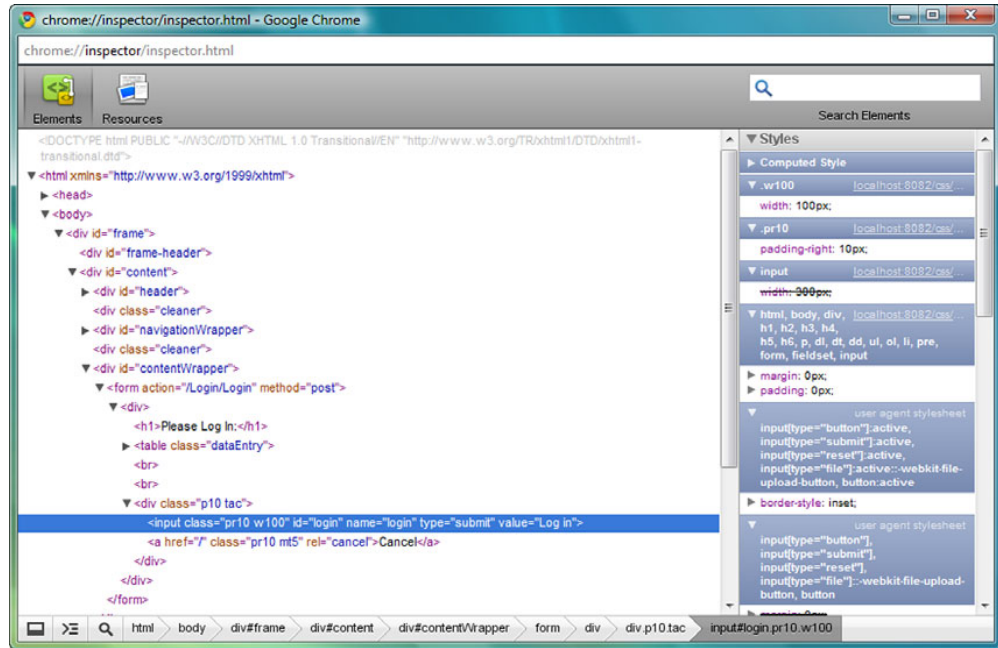 chrome://inspector/inspector.html - Google Chrome
chrome://inspector/inspector.html
Elements
Resources
Search Elements
<!DOCTYPE html PUBLIC "-//W3C//DTD XHTML 1.0 Transitional//EN" "http://www.w3.org/TR/xhtml1/DTD/xhtml1-
transitional.dtd">
<html xmlns="http://www.w3.org/1999/xhtml">
<head>
<body>
<div id="frame">
<div id="frame-header">
<div id="content">
<div id="header">
<div class="cleaner">
<div id="navigationWrapper">
<div class="cleaner">
<div id="contentWrapper">
<form action="/Login/Login" method="post">
<div>
<h1>Please Log In:</h1>
<table class="dataEntry">
<br>
<br>
<div class="p10 tac">
<input class="pr10 w100" id="login" name="login" type="submit" value="Log in">
<a href="/" class="pr10 mt5" rel="cancel">Cancel</a>
</div>
</div>
</form>
Styles
Computed Style
.w100 localhost:8082/css/...
width: 100px;
.pr10 localhost:8082/css/...
padding-right: 10px;
input localhost:8082/css/...
width: 300px;
html, body, div, localhost:8082/css/...
h1, h2, h3, h4,
h5, h6, p, dl, dt, dd, ul, ol, li, pre,
form, fieldset, input
margin: 0px;
padding: 0px;
user agent stylesheet
input[type="button"]:active,
input[type="submit"]:active,
input[type="reset"]:active,
input[type="file"]:active::-webkit-file-
upload-button, button:active
border-style: inset;
user agent stylesheet
input[type="button"],
input[type="submit"],
input[type="reset"],
input[type="file"]::-webkit-file-upload-
button, button
html body div#frame div#content div#contentWrapper form div div.p10.tac input#login.pr10.w100